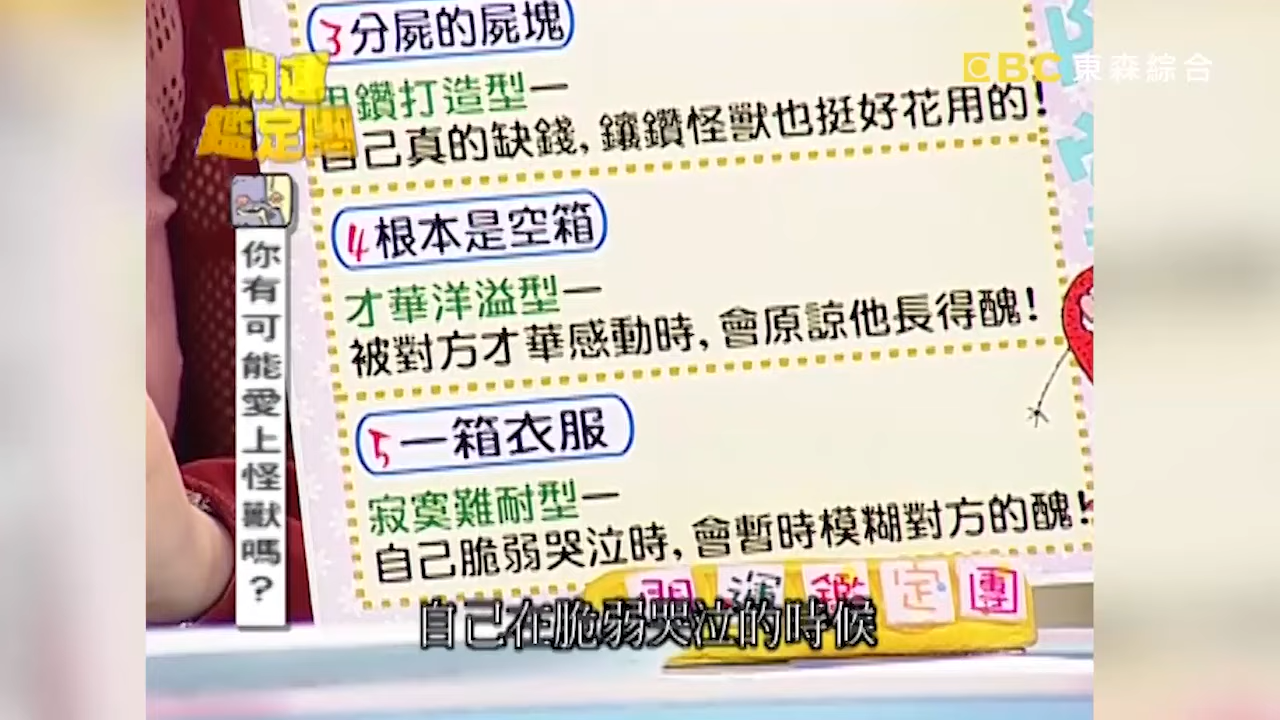 3分屍的屍塊
用鑽打造型一
自己真的缺錢,鑲鑽怪獸也挺好花用的!
4根本是空箱
才華洋溢型一
被對方才華感動時,會原諒他長得醜!
5一箱衣服
寂寞難耐型一
自己脆弱哭泣時,會暫時模糊對方的醜!
開運
鑑定團
你有可能愛上怪獸嗎?
EBC 東森綜合
開運鑑定團
自己在脆弱哭泣的時候